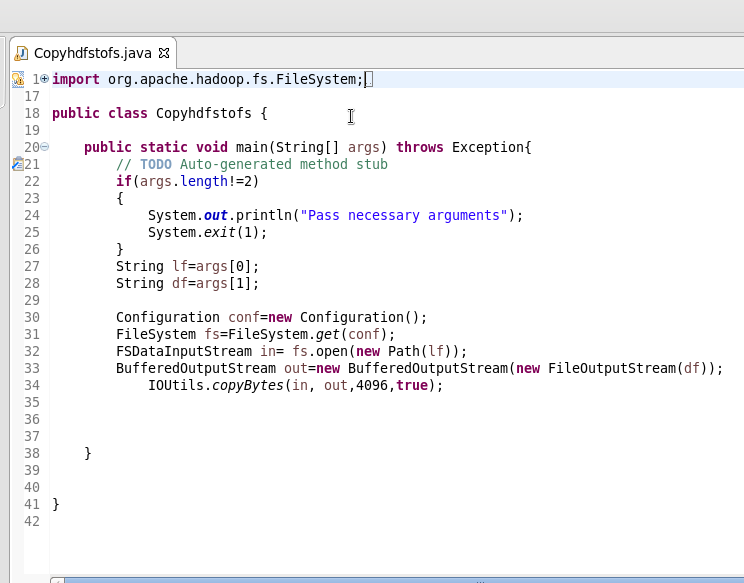 Copyhdfstofs.java
1 import org.apache.hadoop.fs.FileSystem;
17
18 public class Copyhdfstofs {
19
20     public static void main(String[] args) throws Exception{
21         // TODO Auto-generated method stub
22         if(args.length!=2)
23         {
24             System.out.println("Pass necessary arguments");
25             System.exit(1);
26         }
27         String lf=args[0];
28         String df=args[1];
29
30         Configuration conf=new Configuration();
31         FileSystem fs=FileSystem.get(conf);
32         FSDataInputStream in= fs.open(new Path(lf));
33         BufferedOutputStream out=new BufferedOutputStream(new FileOutputStream(df));
34             IOUtils.copyBytes(in, out,4096,true);
35
36
37
38     }
39
40
41 }
42